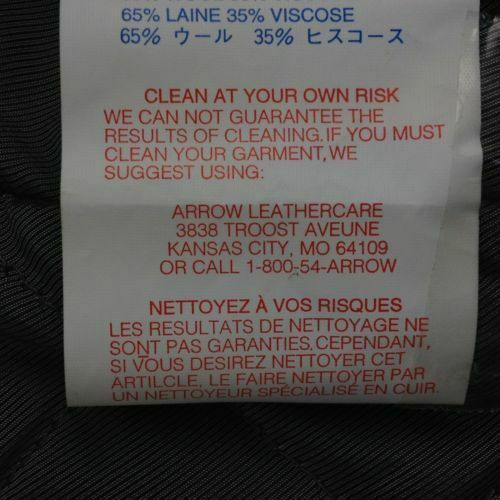 65% LAINE 35% VISCOSE
65% ウール 35% ヒスコース
CLEAN AT YOUR OWN RISK
WE CAN NOT GUARANTEE THE
RESULTS OF CLEANING.IF YOU MUST
CLEAN YOUR GARMENT,WE
SUGGEST USING:
ARROW LEATHERCARE
3838 TROOST AVEUNE
KANSAS CITY, MO 64109
OR CALL 1-800-54-ARROW
NETTOYEZ À VOS RISQUES
LES RESULTATS DE NETTOYAGE NE
SONT PAS GARANTIES,CEPENDANT,
SI VOUS DESIREZ NETTOYER CET
ARTILCLE, LE FAIRE NETTOYER PAR
UN NETTOYEUR SPÉCIALISÉ EN CUIR.